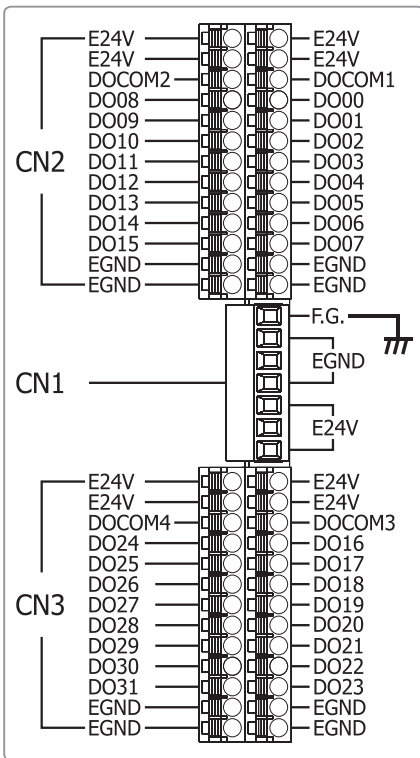 E24V E24V
E24V E24V
DOCOM2 DOCOM1
DO08 DO00
DO09 DO01
DO10 DO02
DO11 DO03
CN2
DO12 DO04
DO13 DO05
DO14 DO06
DO15 DO07
EGND EGND
EGND EGND
F.G.
EGND
CN1
E24V
E24V E24V
E24V E24V
DOCOM4 DOCOM3
DO24 DO16
DO25 DO17
DO26 DO18
DO27 DO19
CN3
DO28 DO20
DO29 DO21
DO30 DO22
DO31 DO23
EGND EGND
EGND EGND